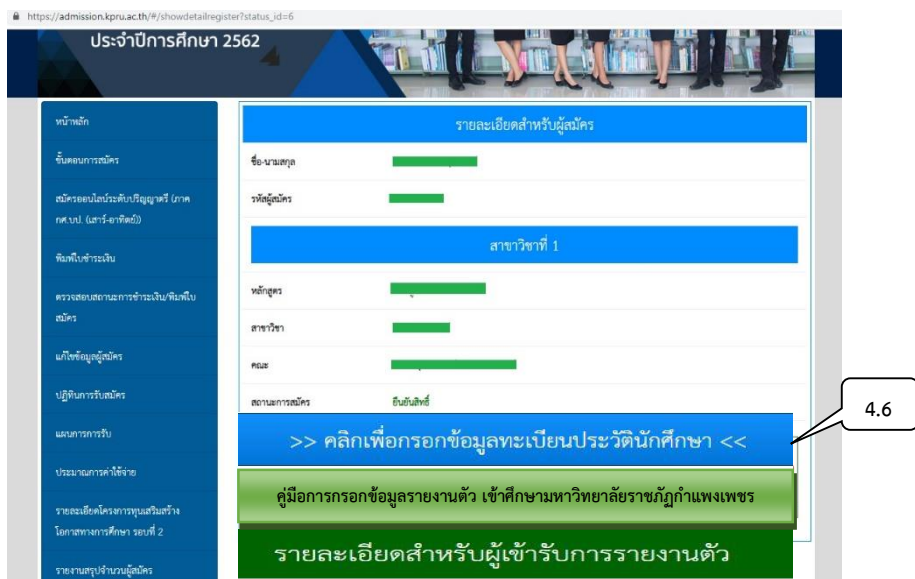 https://admission.kpru.ac.th/#/showdetailregister?status_id=6
ประจำปีการศึกษา 2562
หน้าหลัก
ขั้นตอนการสมัคร
สมัครออนไลน์ระดับปริญญาตรี (ภาค
กศ.บป. (เสาร์-อาทิตย์))
พิมพ์ใบชำระเงิน
ตรวจสอบสถานะการชำระเงิน/พิมพ์ใบ
สมัคร
แก้ไขข้อมูลผู้สมัคร
ปฏิทินการรับสมัคร
แผนการการรับ
ประมาณการค่าใช้จ่าย
รายละเอียดโครงการทุนเสริมสร้าง
โอกาสทางการศึกษา รอบที่ 2
รายงานสรุปจำนวนผู้สมัคร
รายละเอียดสำหรับผู้สมัคร
ชื่อ-นามสกุล
รหัสผู้สมัคร
สาขาวิชาที่ 1
หลักสูตร
สาขาวิชา
คณะ
สถานะการสมัคร ยืนยันสิทธิ์
>> คลิกเพื่อกรอกข้อมูลทะเบียนประวัตินักศึกษา <<
4.6
คู่มือการกรอกข้อมูลรายงานตัว เข้าศึกษามหาวิทยาลัยราชภัฏกำแพงเพชร
รายละเอียดสำหรับผู้เข้ารับการรายงานตัว